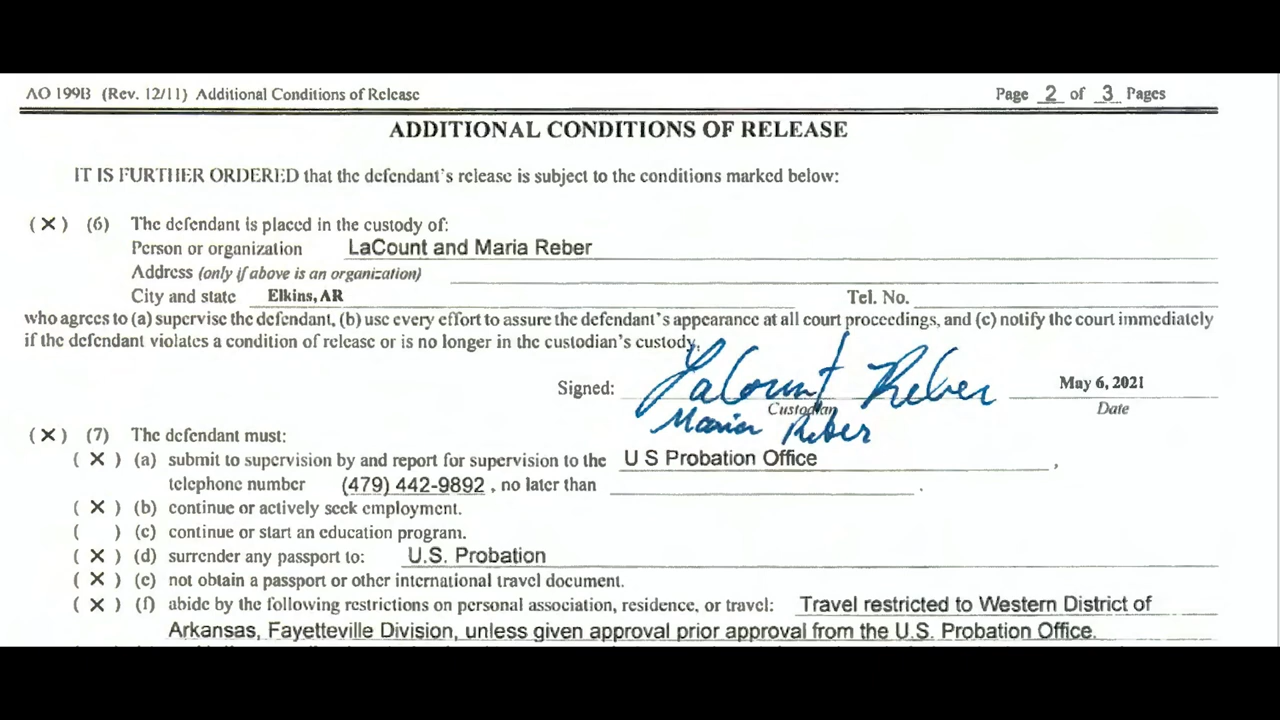 AO 199B (Rev. 12/11) Additional Conditions of Release Page 2 of 3 Pages
ADDITIONAL CONDITIONS OF RELEASE
IT IS FURTHER ORDERED that the defendant's release is subject to the conditions marked below:
(X) (6) The defendant is placed in the custody of:
Person or organization LaCount and Maria Reber
Address (only if above is an organization)
City and state Elkins, AR Tel. No.
who agrees to (a) supervise the defendant, (b) use every effort to assure the defendant's appearance at all court proceedings, and (c) notify the court immediately
if the defendant violates a condition of release or is no longer in the custodian's custody.
Signed: LaCount Reber May 6, 2021
Custodian Date
Maria Reber
(X) (7) The defendant must:
(X) (a) submit to supervision by and report for supervision to the U S Probation Office ,
telephone number (479) 442-9892 , no later than .
(X) (b) continue or actively seek employment.
( ) (c) continue or start an education program.
(X) (d) surrender any passport to: U.S. Probation
(X) (e) not obtain a passport or other international travel document.
(X) (f) abide by the following restrictions on personal association, residence, or travel: Travel restricted to Western District of
Arkansas, Fayetteville Division, unless given approval prior approval from the U.S. Probation Office.